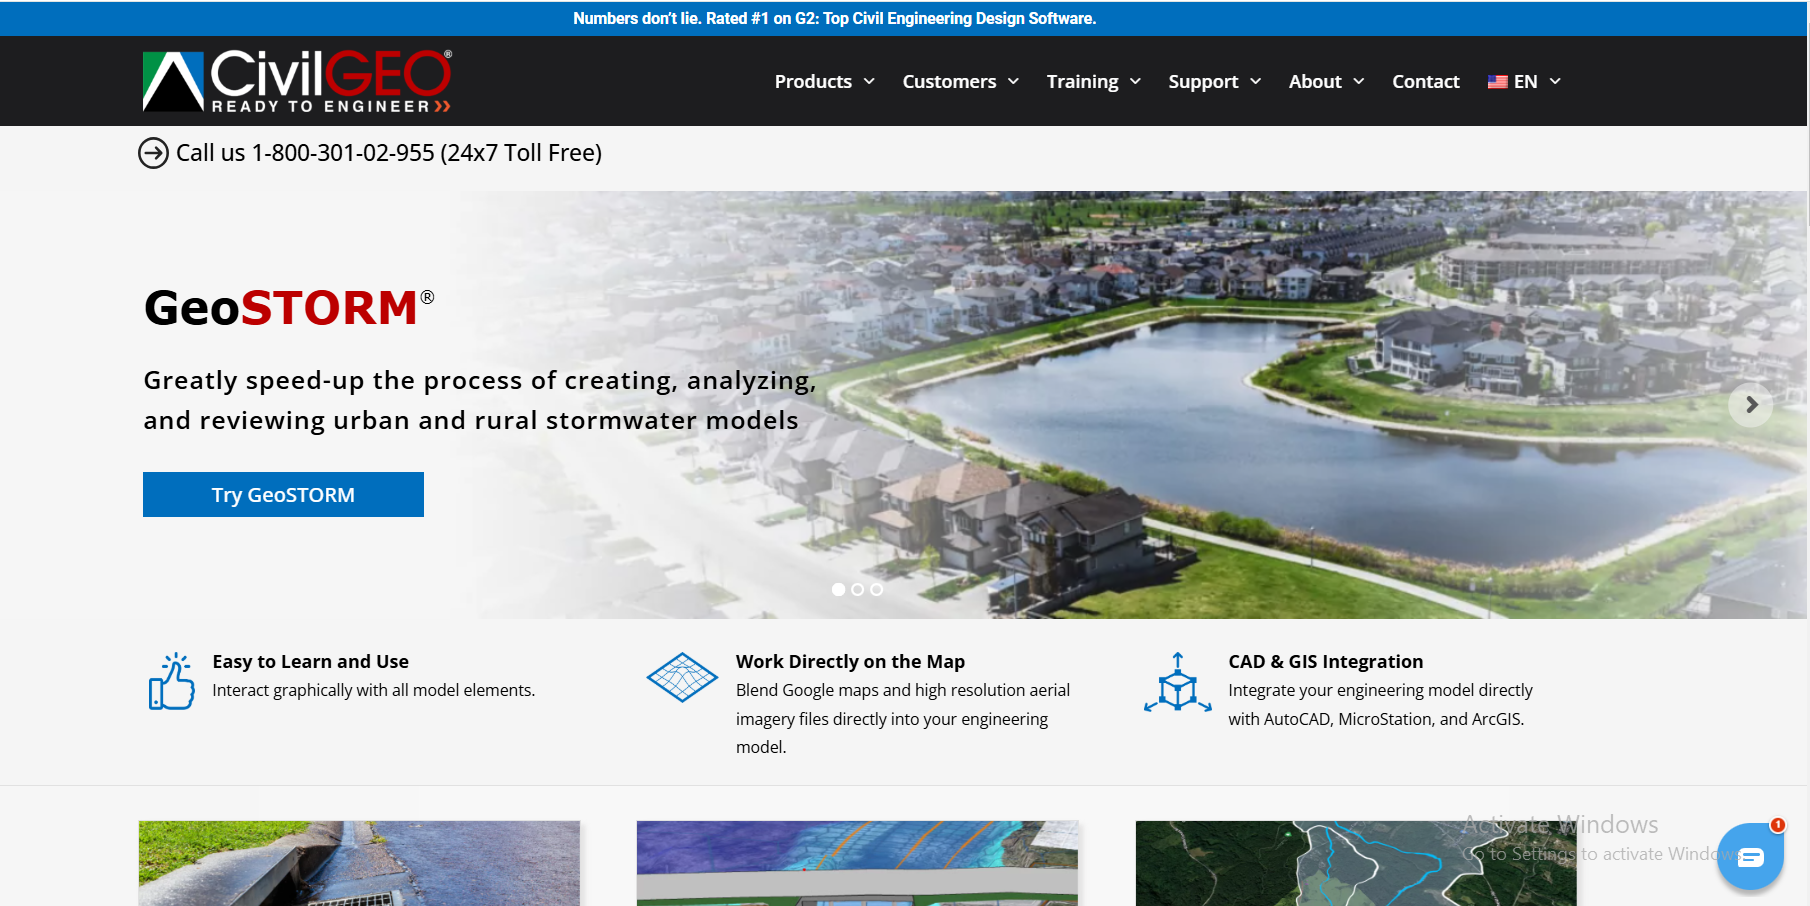 Numbers don't lie. Rated #1 on G2: Top Civil Engineering Design Software.
CivilGEO®
READY TO ENGINEER
Products
Customers
Training
Support
About
Contact
EN
Call us 1-800-301-02-955 (24x7 Toll Free)
GeoSTORM®
Greatly speed-up the process of creating, analyzing,
and reviewing urban and rural stormwater models
Try GeoSTORM
Easy to Learn and Use
Interact graphically with all model elements.
Work Directly on the Map
Blend Google maps and high resolution aerial
imagery files directly into your engineering
model.
CAD & GIS Integration
Integrate your engineering model directly
with AutoCAD, MicroStation, and ArcGIS.
Activate Windows
Go to Settings to activate Windows.
1